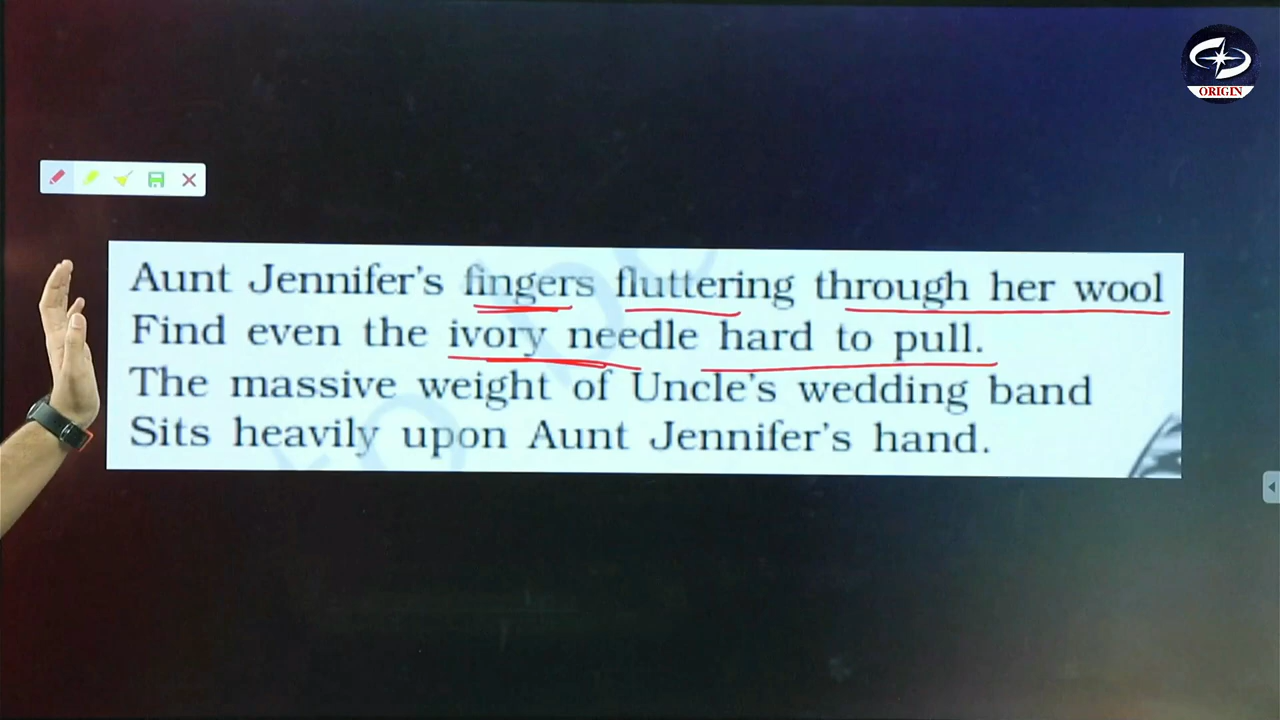 ORIGIN
Aunt Jennifer's fingers fluttering through her wool
Find even the ivory needle hard to pull.
The massive weight of Uncle's wedding band
Sits heavily upon Aunt Jennifer's hand.